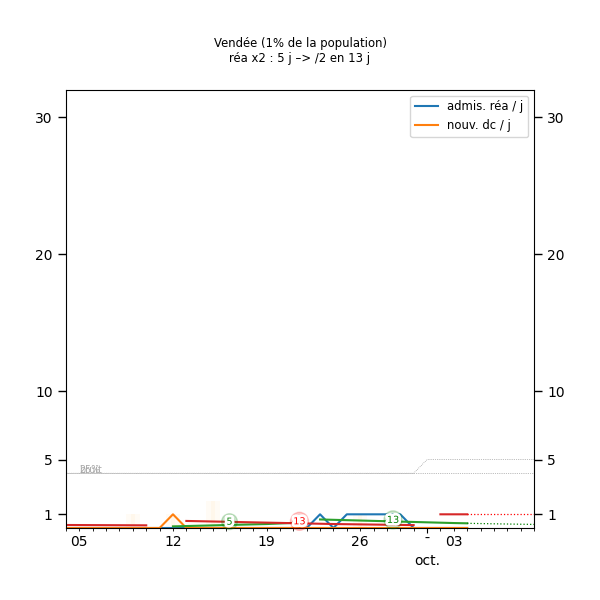 Vendée (1% de la population)
réa x2 : 5 j –> /2 en 13 j
admis. réa / j
nouv. dc / j
30 30
20 20
10 10
5 5
25%
1 5 13 13 1
05 12 19 26 - 03
oct.